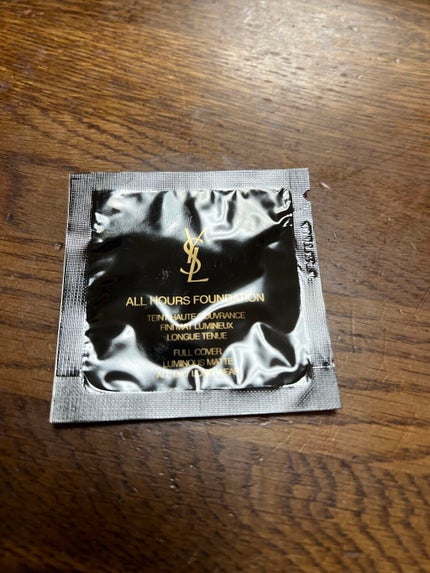 YSL
ALL HOURS FOUNDATION
TEINT HAUTE COUVRANCE
FINI MAT LUMINEUX
LONGUE TENUE
FULL COVER
LUMINOUS MATTE